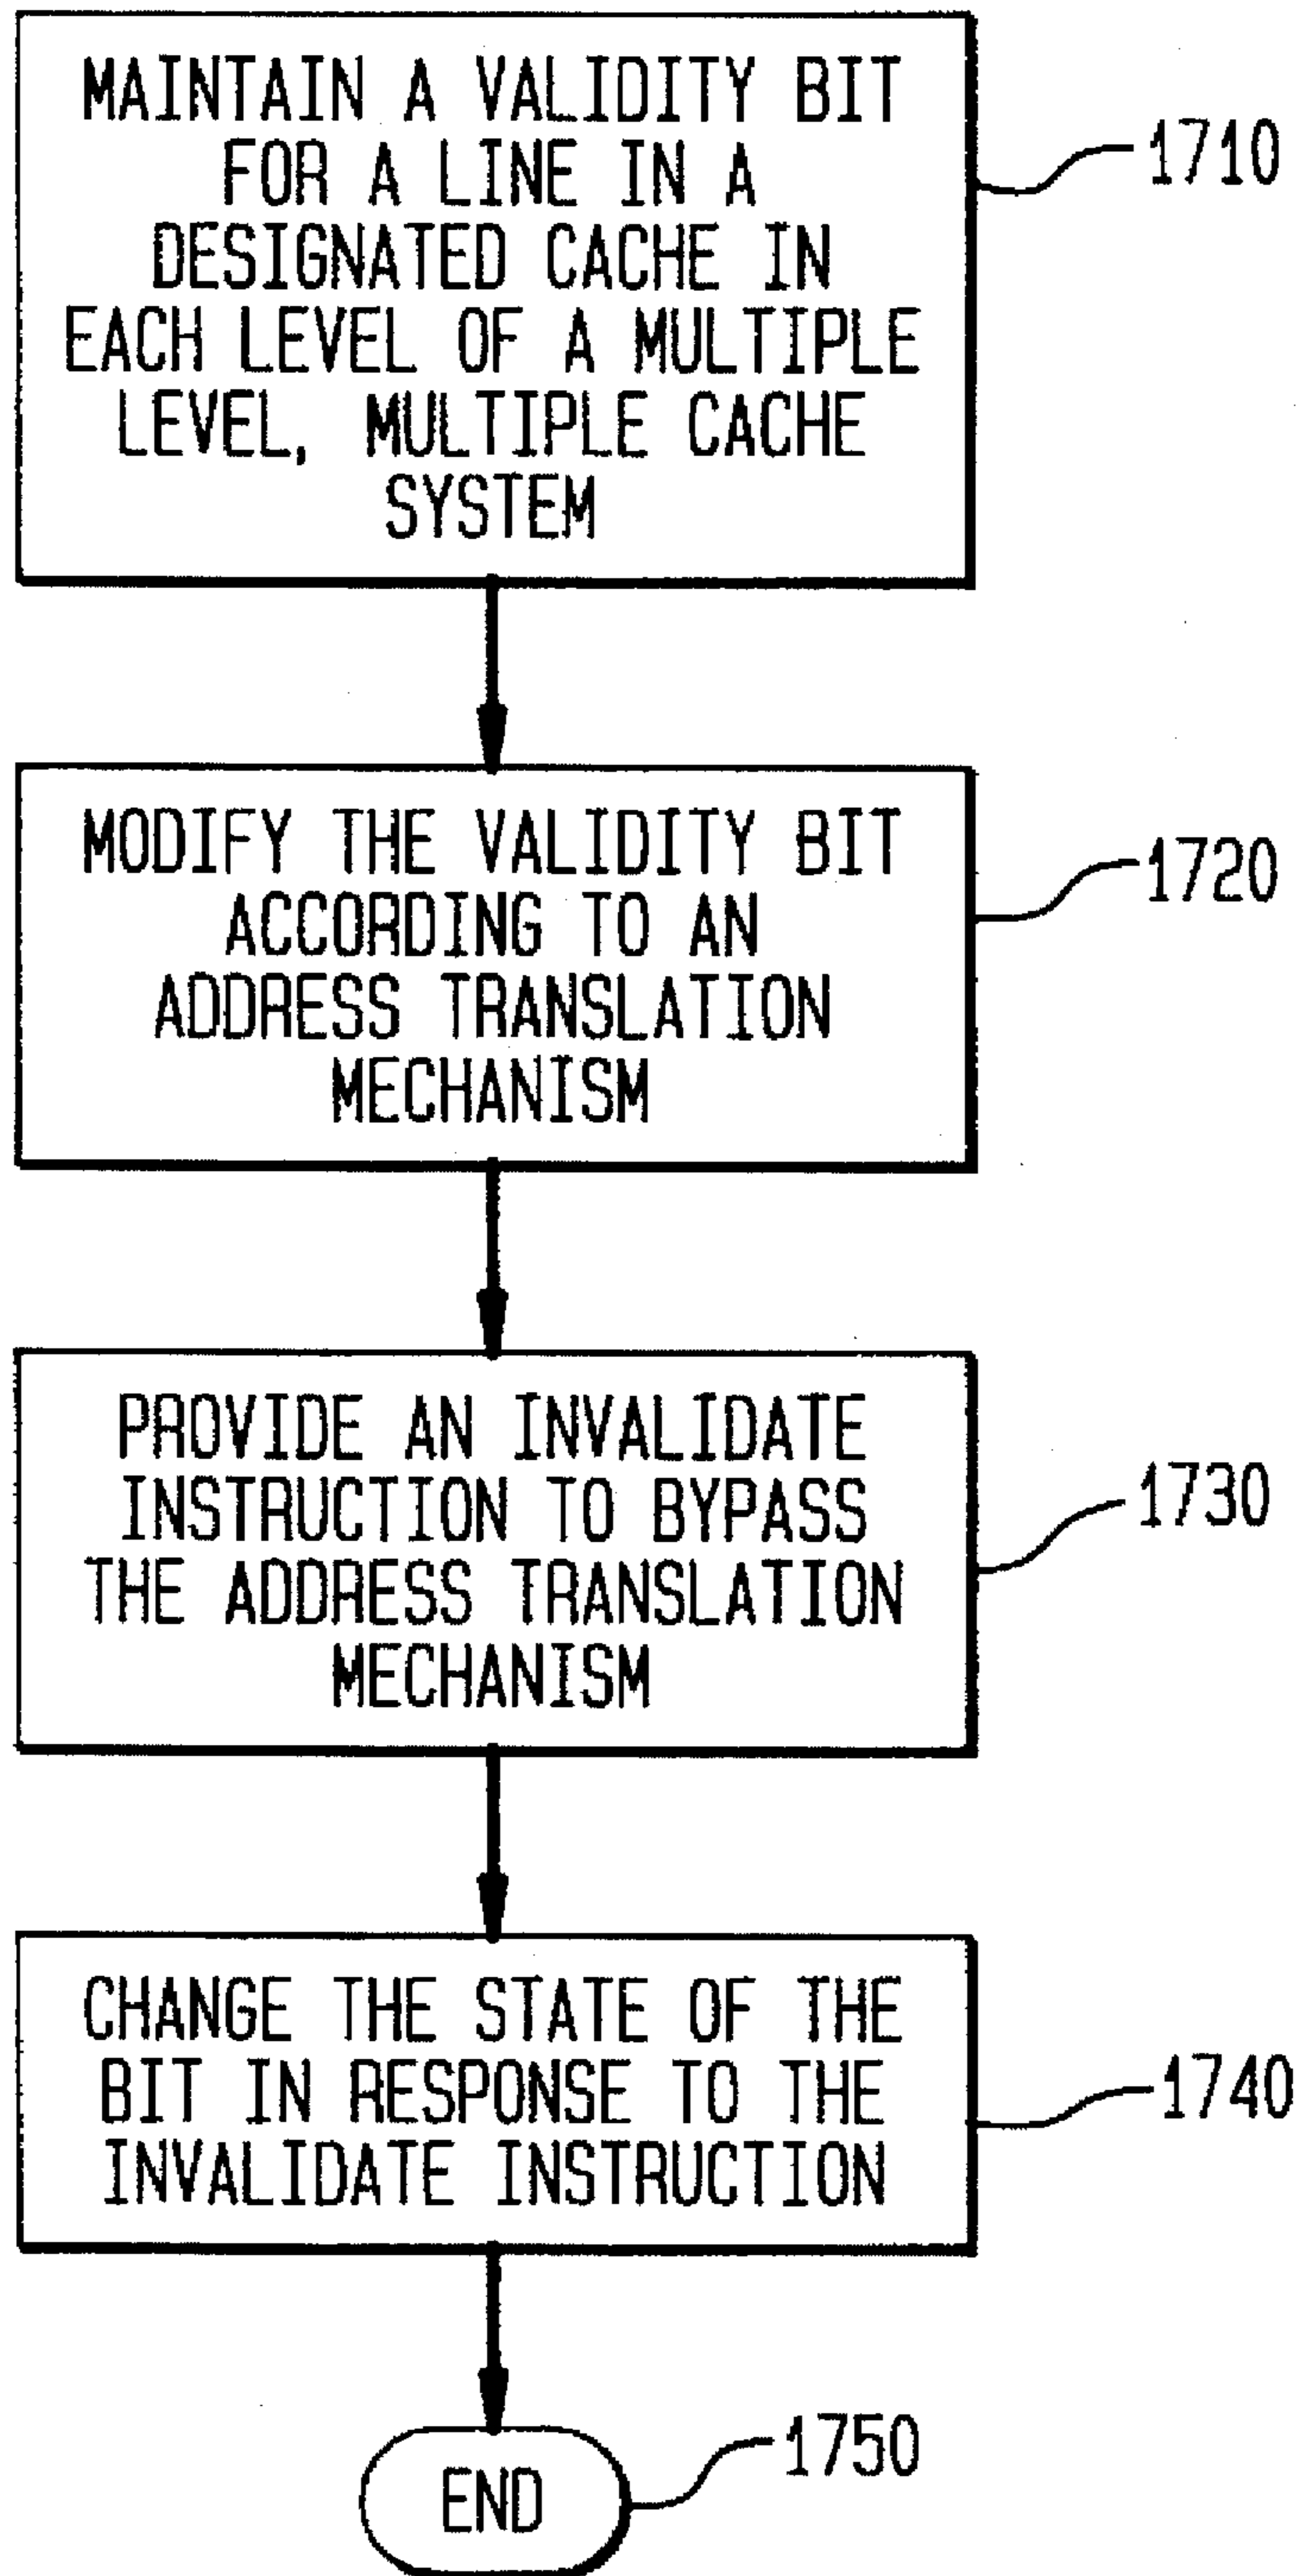 MAINTAIN A VALIDITY BIT
FOR A LINE IN A
DESIGNATED CACHE IN
EACH LEVEL OF A MULTIPLE
LEVEL, MULTIPLE CACHE
SYSTEM
1710
MODIFY THE VALIDITY BIT
ACCORDING TO AN
ADDRESS TRANSLATION
MECHANISM
1720
PROVIDE AN INVALIDATE
INSTRUCTION TO BYPASS
THE ADDRESS TRANSLATION
MECHANISM
1730
CHANGE THE STATE OF THE
BIT IN RESPONSE TO THE
INVALIDATE INSTRUCTION
1740
END
1750